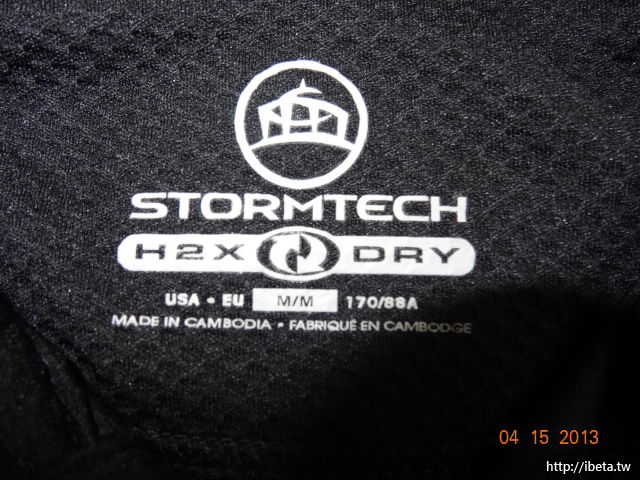 STORMTECH
H2X DRY
USA • EU M/M 170/88A
MADE IN CAMBODIA • FABRIQUÉ EN CAMBODGE
04 15 2013
http://ibeta.tw